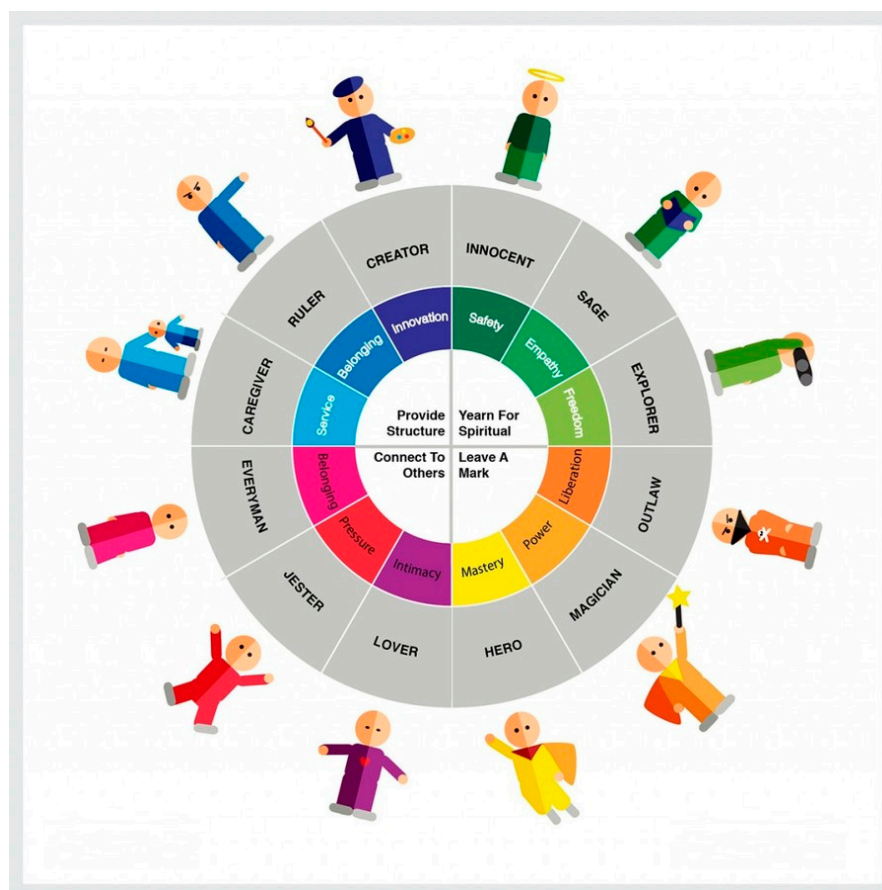 CREATOR
INNOCENT
RULER
SAGE
CAREGIVER
EXPLORER
EVERYMAN
OUTLAW
JESTER
MAGICIAN
LOVER
HERO
Innovation
Safety
Belonging
Empathy
Service
Freedom
Belonging
Liberation
Pressure
Power
Intimacy
Mastery
Provide
Structure
Yearn For
Spiritual
Connect To
Others
Leave A
Mark